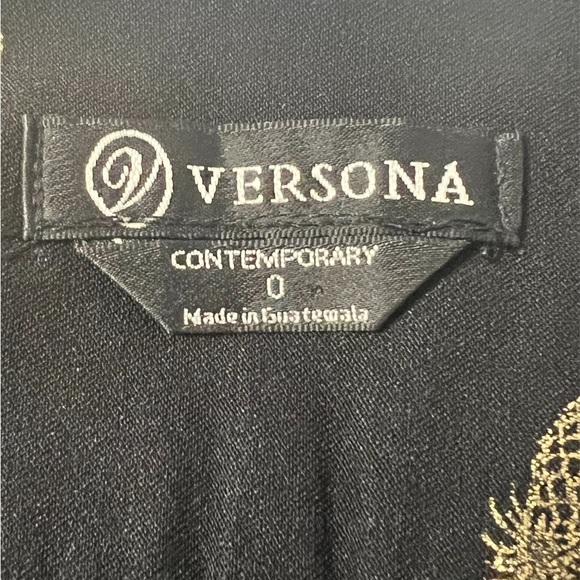 V VERSONA
CONTEMPORARY
0
Made in Guatemala